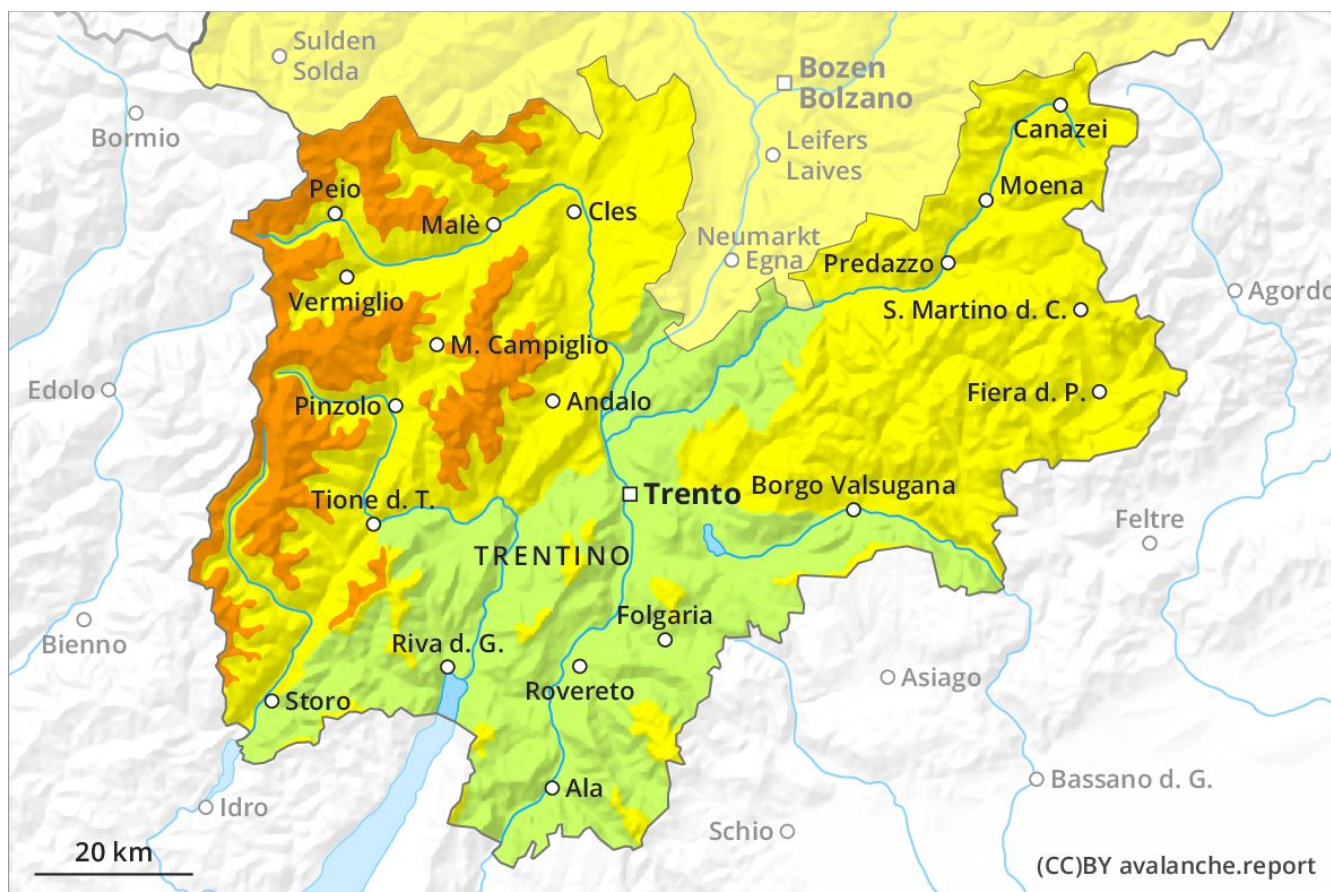 Sulden
Solda
Bozen
Bolzano
Bormio
Canazei
Leifers
Laives
Moena
Peio
Cles
Malè
Neumarkt
Egna
Predazzo
Vermiglio
S. Martino d. C.
Agordo
M. Campiglio
Edolo
Pinzolo
Andalo
Fiera d. P.
Tione d. T.
Trento
Borgo Valsugana
Feltre
TRENTINO
Folgaria
Bienno
Riva d. G.
Asiago
Storo
Rovereto
Ala
Bassano d. G.
Idro
Schio
20 km
(CC)BY avalanche.report